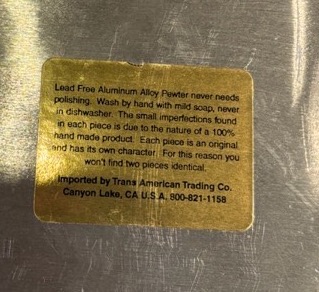 Lead Free Aluminum Alloy Pewter never needs
polishing. Wash by hand with mild soap, never
in dishwasher. The small imperfections found
in each piece is due to the nature of a 100%
hand made product. Each piece is an original
and has its own character. For this reason you
won't find two pieces identical.
Imported by Trans American Trading Co.
Canyon Lake, CA U.S.A. 800-821-1158